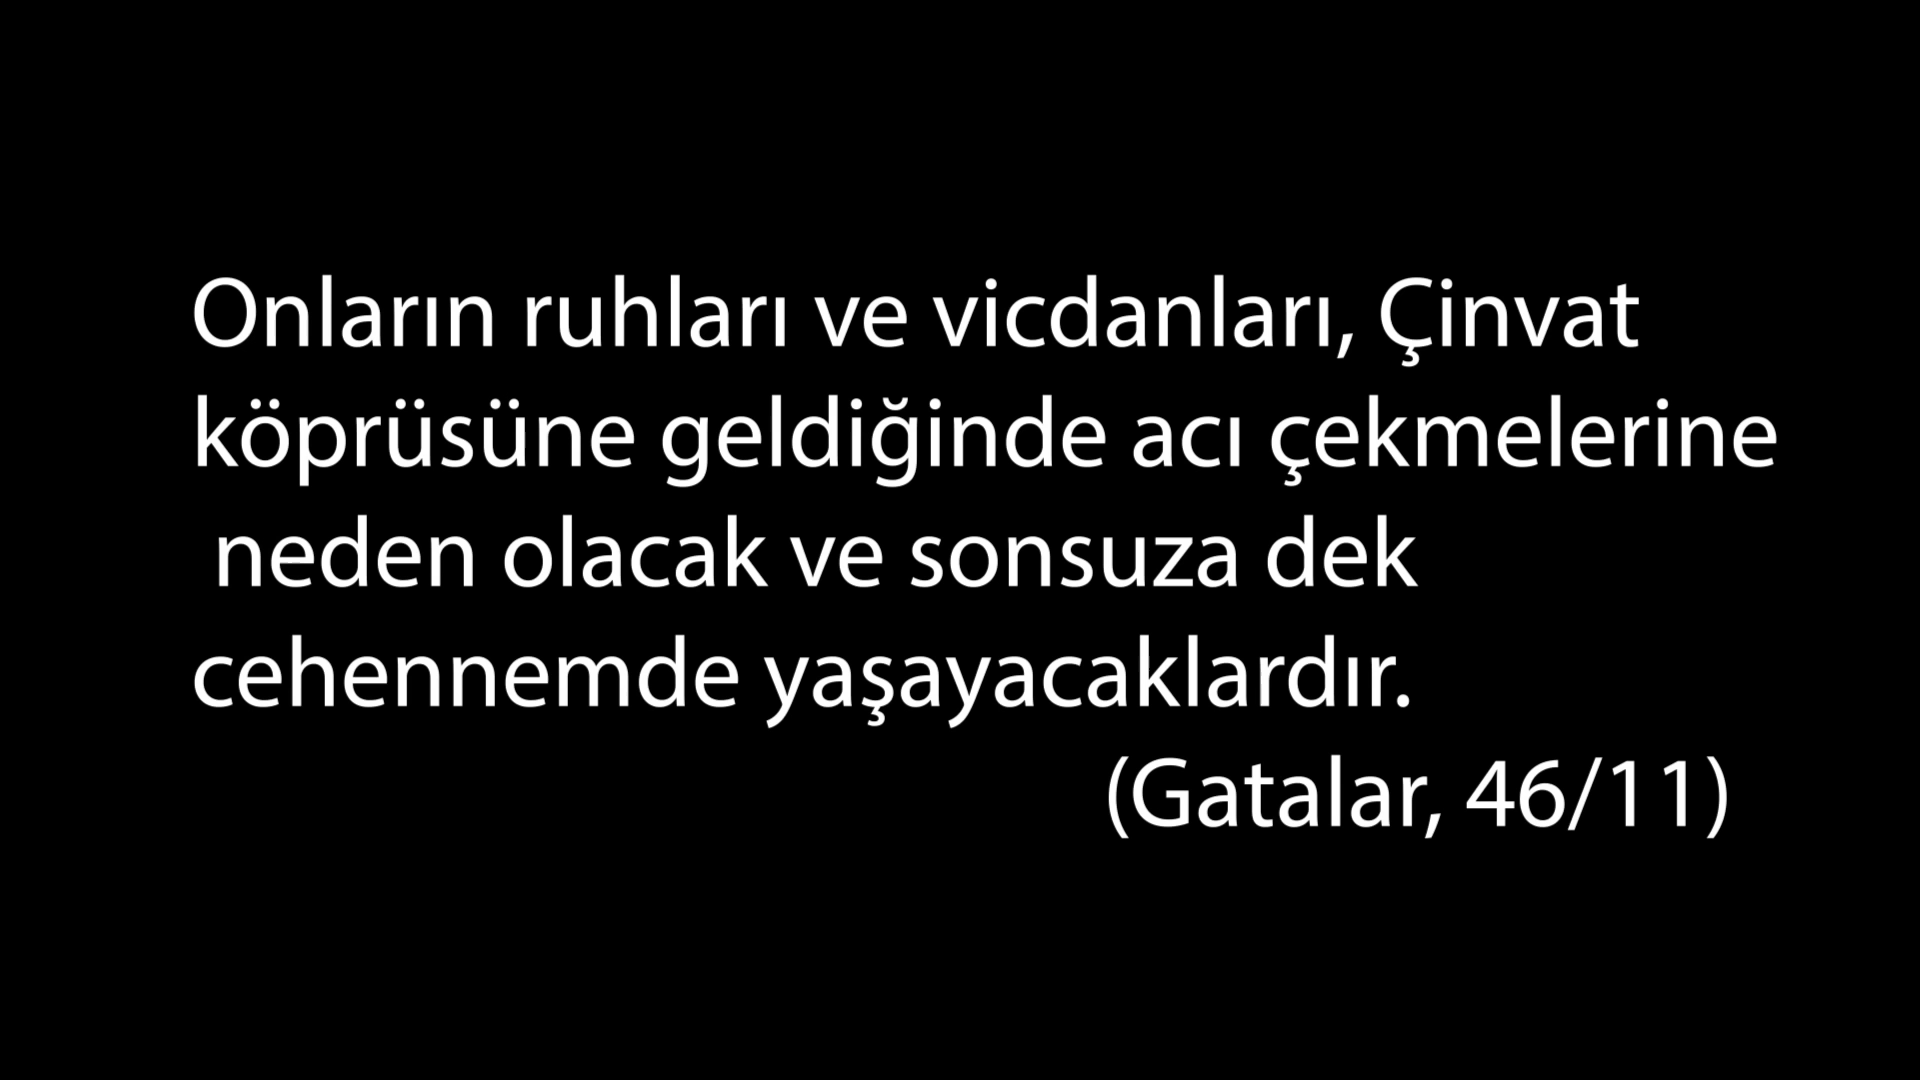 Onların ruhları ve vicdanları, Çinvat
köprüsüne geldiğinde acı çekmelerine
neden olacak ve sonsuza dek
cehennemde yaşayacaklardır.
(Gatalar, 46/11)